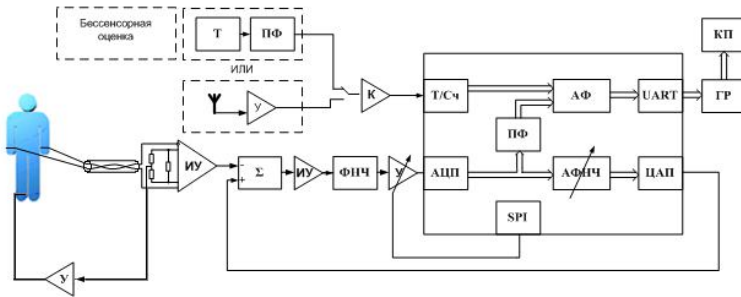 Бессенсорная
оценка
Т
ПФ
КП
ИЛИ
У
К
Т/Сч
АФ
UART
ГР
ПФ
ИУ
-
+
Σ
ИУ
ФНЧ
У
АЦП
АФНЧ
ЦАП
SPI
У